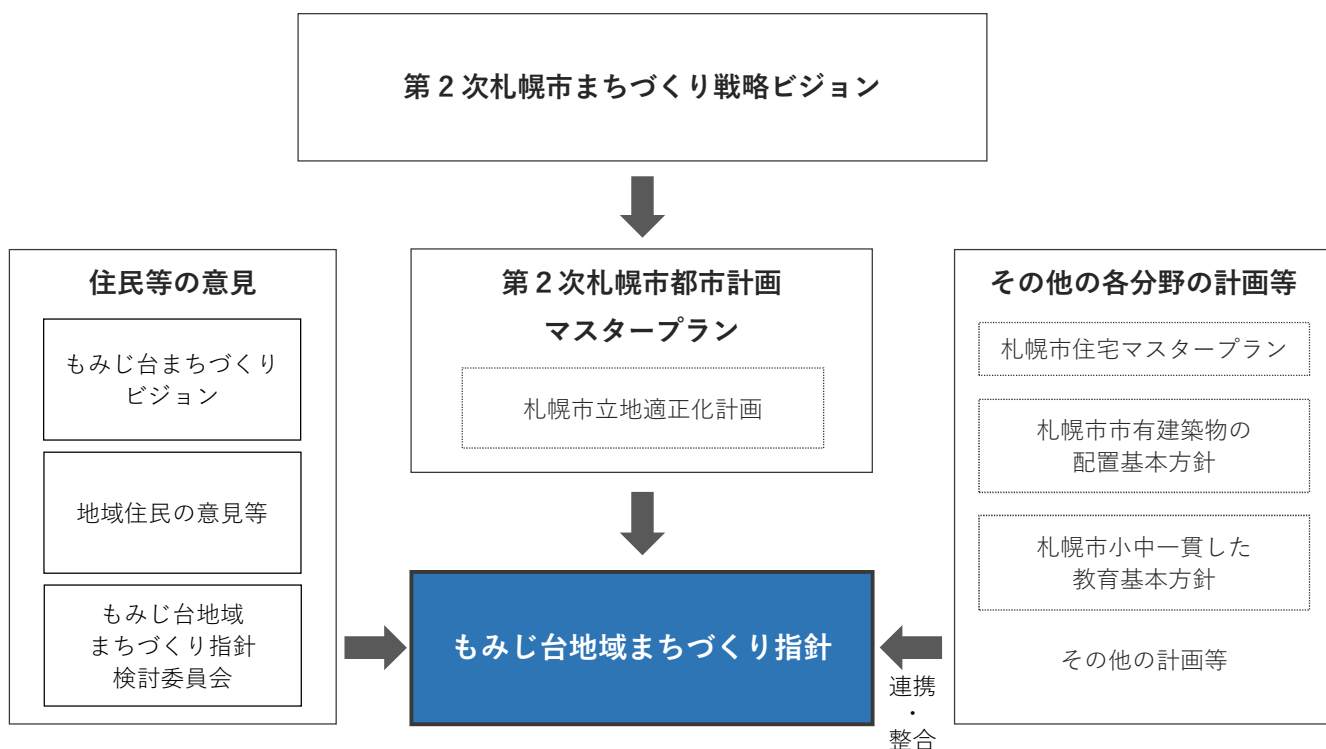 第2次札幌市まちづくり戦略ビジョン
住民等の意見
もみじ台まちづくり
ビジョン
地域住民の意見等
もみじ台地域
まちづくり指針
検討委員会
第2次札幌市都市計画
マスタープラン
札幌市立地適正化計画
もみじ台地域まちづくり指針
その他の各分野の計画等
札幌市住宅マスタープラン
札幌市市有建築物の
配置基本方針
札幌市小中一貫した
教育基本方針
その他の計画等
連携
・
整合